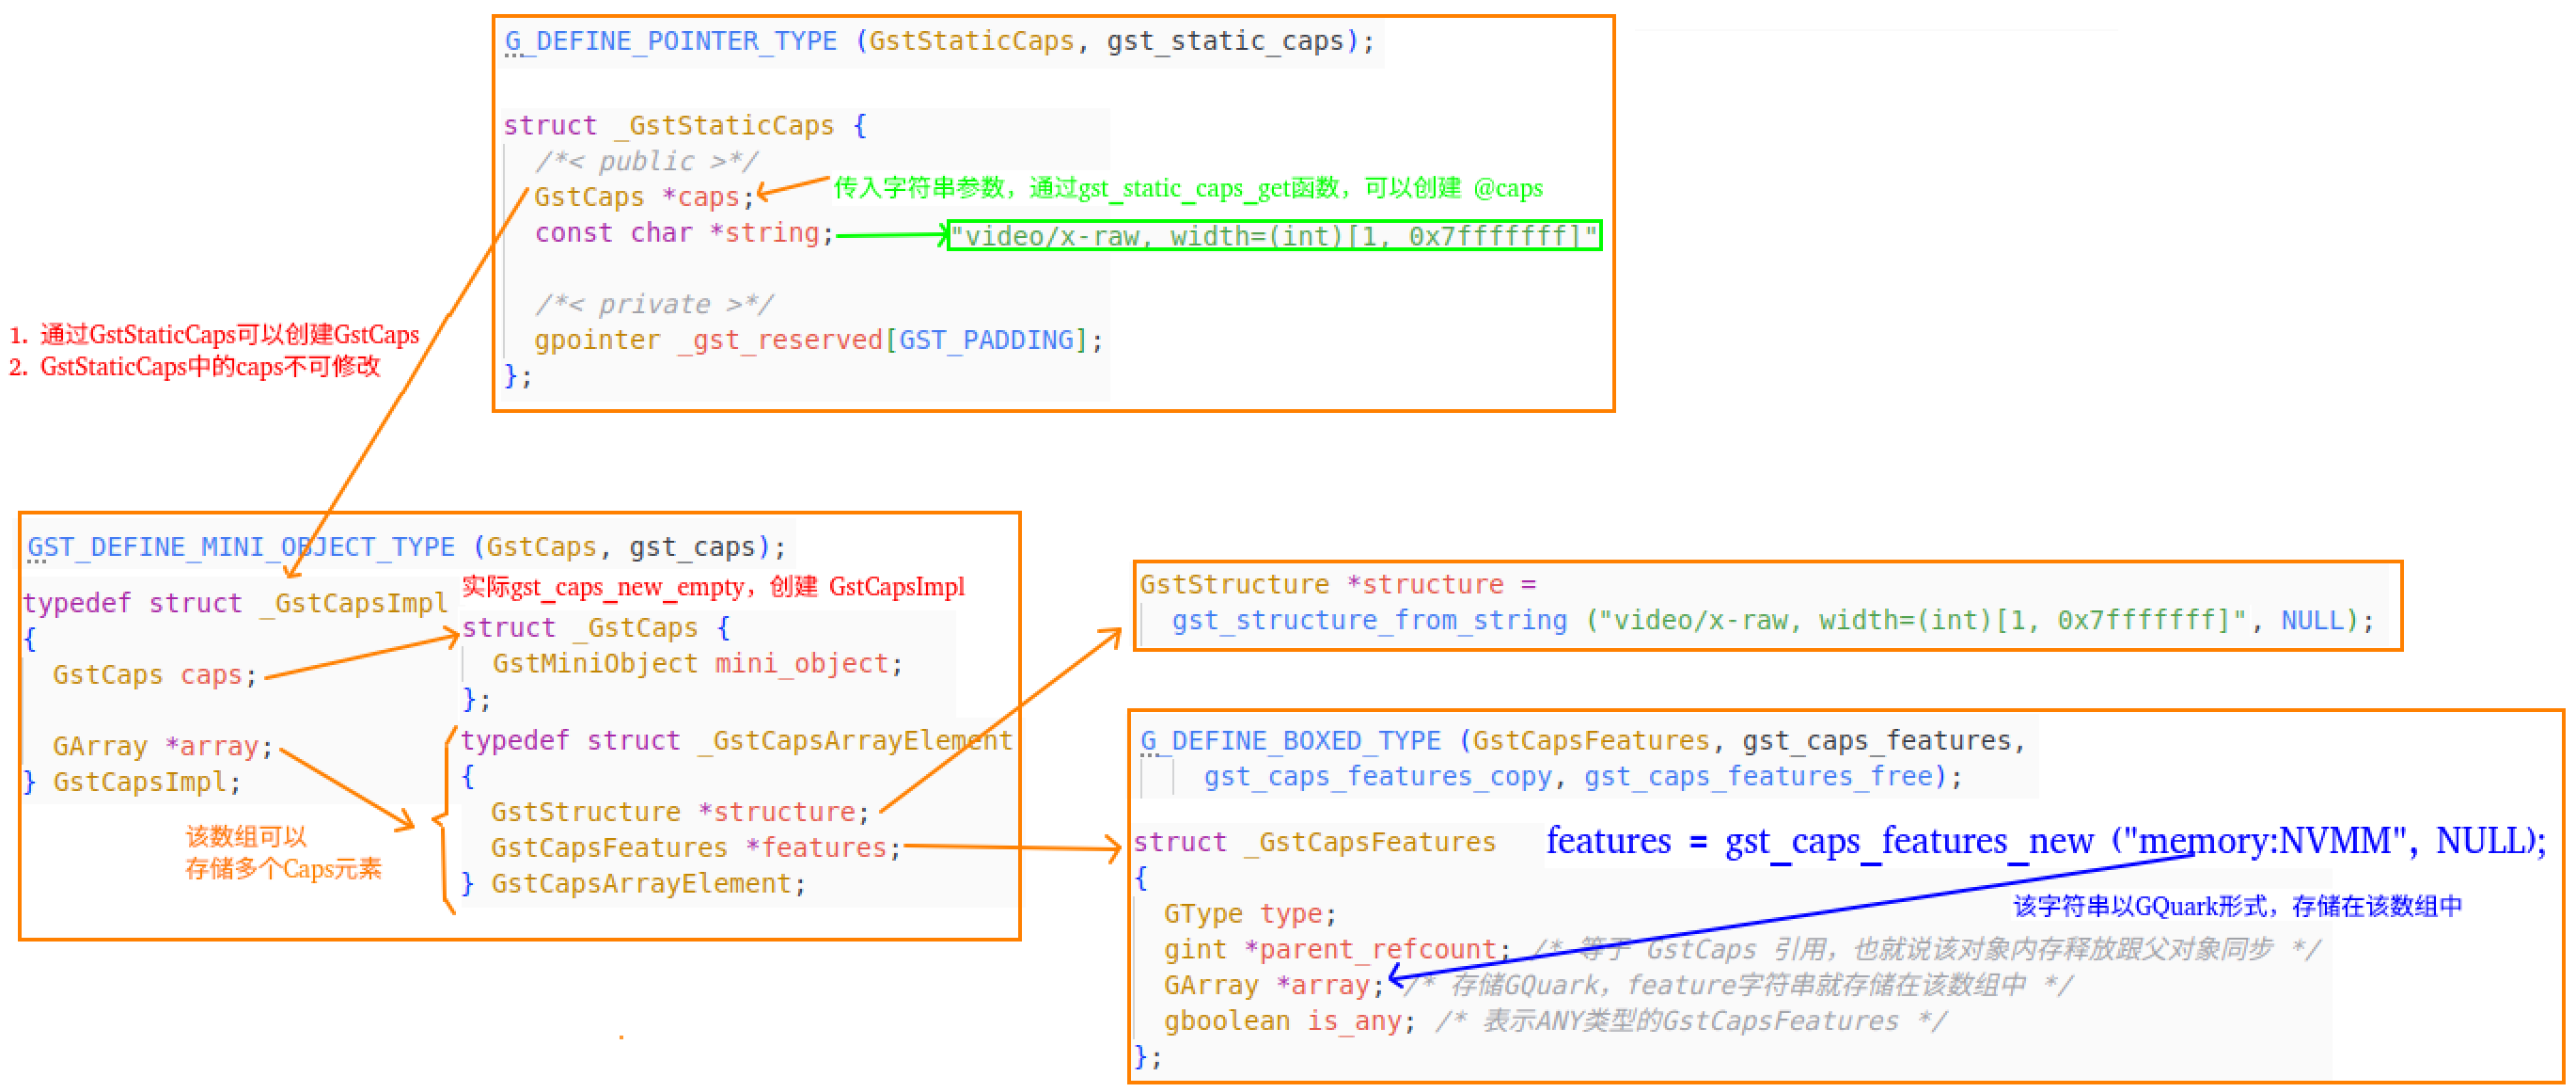 G_DEFINE_POINTER_TYPE (GstStaticCaps, gst_static_caps);
struct _GstStaticCaps {
/*< public >*/
GstCaps *caps;
传入字符串参数，通过gst_static_caps_get函数，可以创建 @caps
const char *string;
"video/x-raw, width=(int)[1, 0x7fffffff]"
/*< private >*/
gpointer _gst_reserved[GST_PADDING];
};
1. 通过GstStaticCaps可以创建GstCaps
2. GstStaticCaps中的caps不可修改
GST_DEFINE_MINI_OBJECT_TYPE (GstCaps, gst_caps);
typedef struct _GstCapsImpl
{
GstCaps caps;
GArray *array;
} GstCapsImpl;
该数组可以
存储多个Caps元素
实际gst_caps_new_empty，创建 GstCapsImpl
struct _GstCaps {
GstMiniObject mini_object;
};
typedef struct _GstCapsArrayElement
{
GstStructure *structure;
GstCapsFeatures *features;
} GstCapsArrayElement;
GstStructure *structure =
gst_structure_from_string ("video/x-raw, width=(int)[1, 0x7fffffff]", NULL);
G_DEFINE_BOXED_TYPE (GstCapsFeatures, gst_caps_features,
gst_caps_features_copy, gst_caps_features_free);
struct _GstCapsFeatures
features = gst_caps_features_new ("memory:NVMM", NULL);
{
该字符串以GQuark形式，存储在该数组中
GType type;
gint *parent_refcount; /* 等于 GstCaps 引用，也就说该对象内存释放跟父对象同步 */
GArray *array; /* 存储GQuark，feature字符串就存储在该数组中 */
gboolean is_any; /* 表示ANY类型的GstCapsFeatures */
};